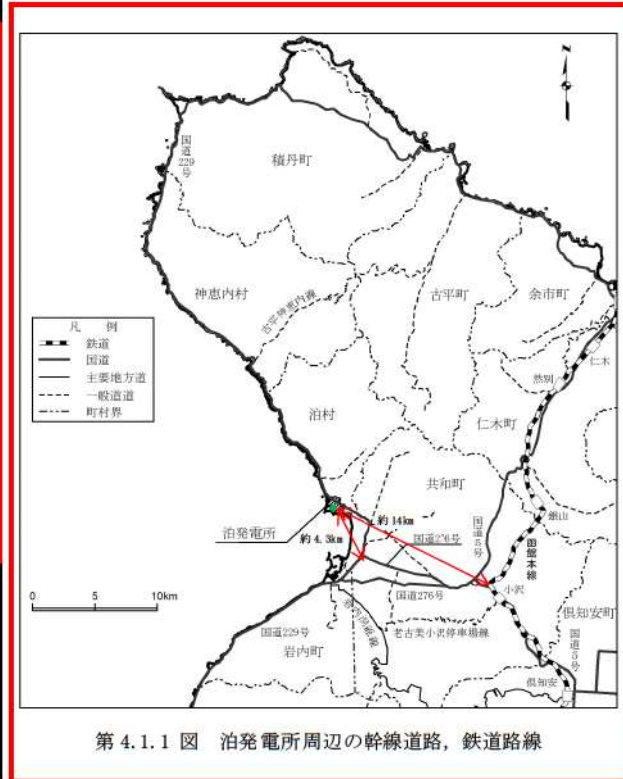 N
国道229号
積丹町
神恵内村
古平神恵内線
古平町
余市町
仁木
然別
凡 例
鉄道
国道
主要地方道
一般道道
町村界
泊村
仁木町
共和町
泊発電所
約14km
約4.3km
国道276号
国道5号
銀山
函館本線
小沢
国道276号
0 5 10km
国道229号
岩内町
老古美小沢停車場線
倶知安町
国道5号
倶知安
第 4.1.1 図 泊発電所周辺の幹線道路，鉄道路線